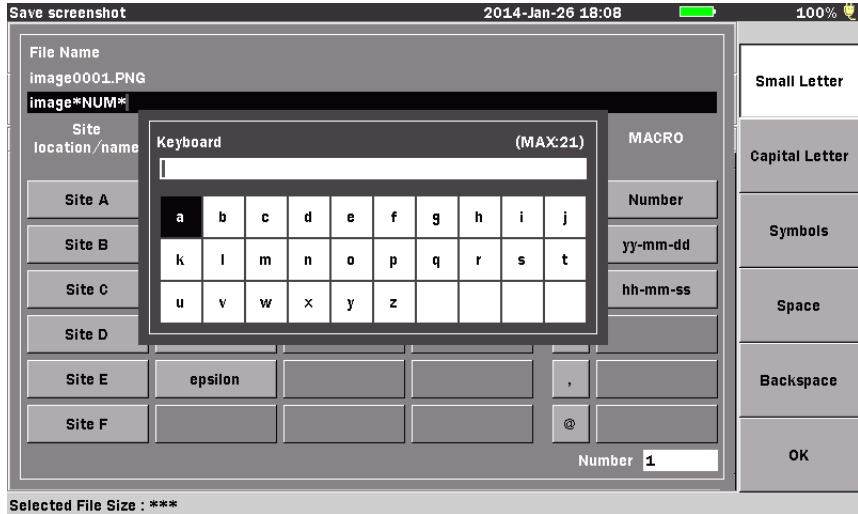 Save screenshot 2014-Jan-26 18:08 100%
File Name
image0001.PNG
image*NUM*
Site location/name
MACRO
Keyboard (MAX:21)
a b c d e f g h i j
k l m n o p q r s t
u v w x y z
Site A Number
Site B yy-mm-dd
Site C hh-mm-ss
Site D
Site E epsilon ,
Site F @
Number 1
Small Letter
Capital Letter
Symbols
Space
Backspace
OK
Selected File Size : ***